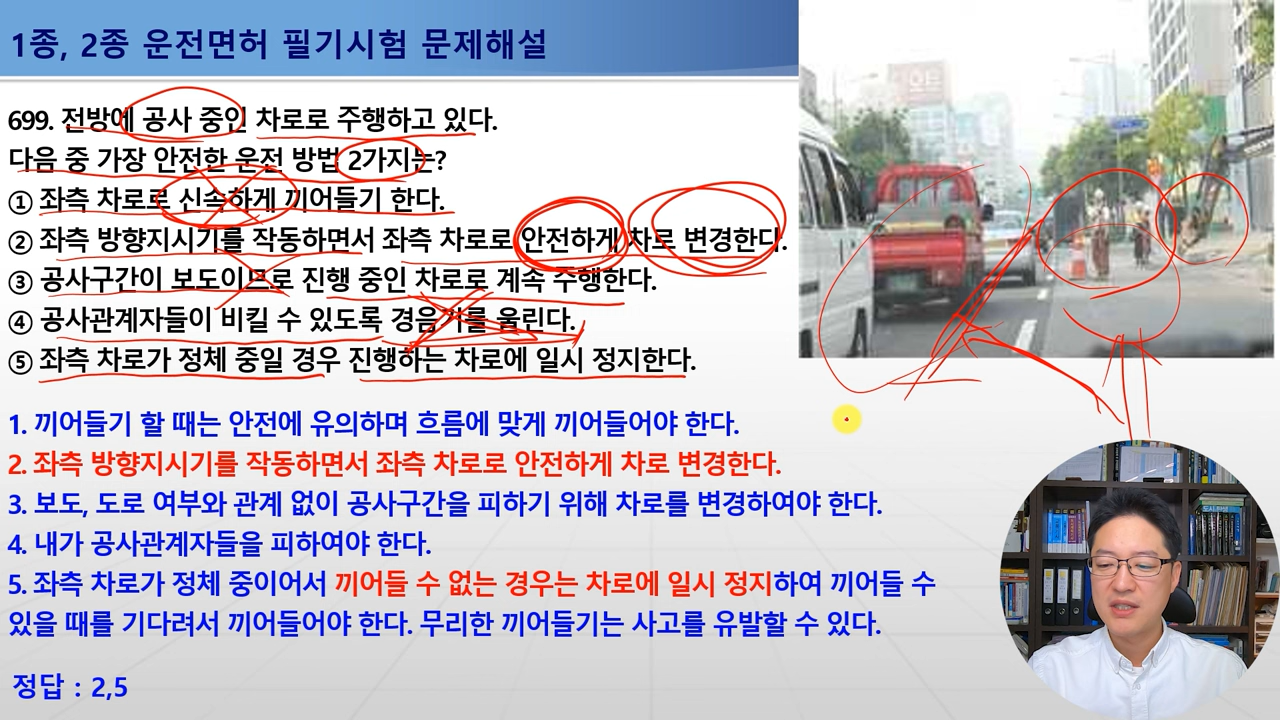 1종, 2종 운전면허 필기시험 문제해설
699. 전방에 공사 중인 차로로 주행하고 있다.
다음 중 가장 안전한 운전 방법 2가지는?
① 좌측 차로로 신속하게 끼어들기 한다.
② 좌측 방향지시기를 작동하면서 좌측 차로로 안전하게 차로 변경한다.
③ 공사구간이 보도이므로 진행 중인 차로로 계속 주행한다.
④ 공사관계자들이 비킬 수 있도록 경음기를 울린다.
⑤ 좌측 차로가 정체 중일 경우 진행하는 차로에 일시 정지한다.
1. 끼어들기 할 때는 안전에 유의하며 흐름에 맞게 끼어들어야 한다.
2. 좌측 방향지시기를 작동하면서 좌측 차로로 안전하게 차로 변경한다.
3. 보도, 도로 여부와 관계 없이 공사구간을 피하기 위해 차로를 변경하여야 한다.
4. 내가 공사관계자들을 피하여야 한다.
5. 좌측 차로가 정체 중이어서 끼어들 수 없는 경우는 차로에 일시 정지하여 끼어들 수
있을 때를 기다려서 끼어들어야 한다. 무리한 끼어들기는 사고를 유발할 수 있다.
정답 : 2,5